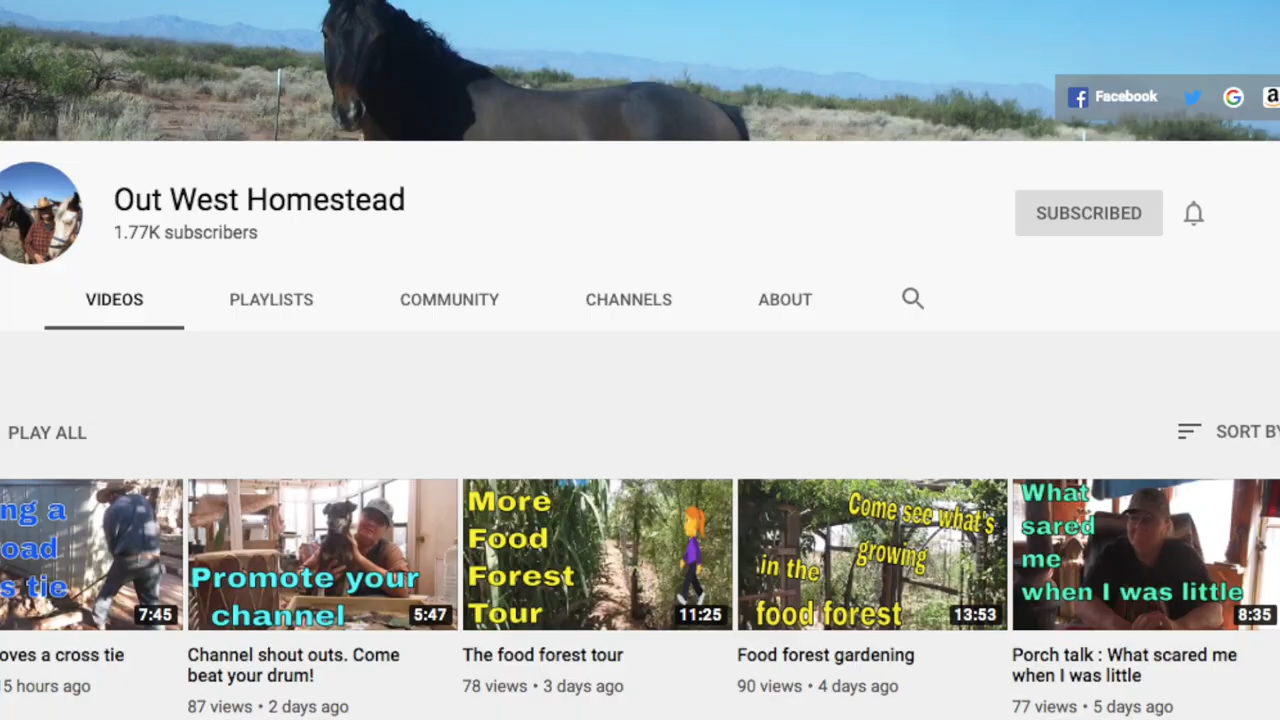 Facebook
Out West Homestead
1.77K subscribers
SUBSCRIBED
VIDEOS
PLAYLISTS
COMMUNITY
CHANNELS
ABOUT
PLAY ALL
SORT BY
ng a
oad
s tie
7:45
Promote your
channel
5:47
More
Food
Forest
Tour
11:25
Come see what's
growing
in the
food forest
13:53
What
sared
me
when I was little
8:35
oves a cross tie
15 hours ago
Channel shout outs. Come
beat your drum!
87 views • 2 days ago
The food forest tour
78 views • 3 days ago
Food forest gardening
90 views • 4 days ago
Porch talk : What scared me
when I was little
77 views • 5 days ago